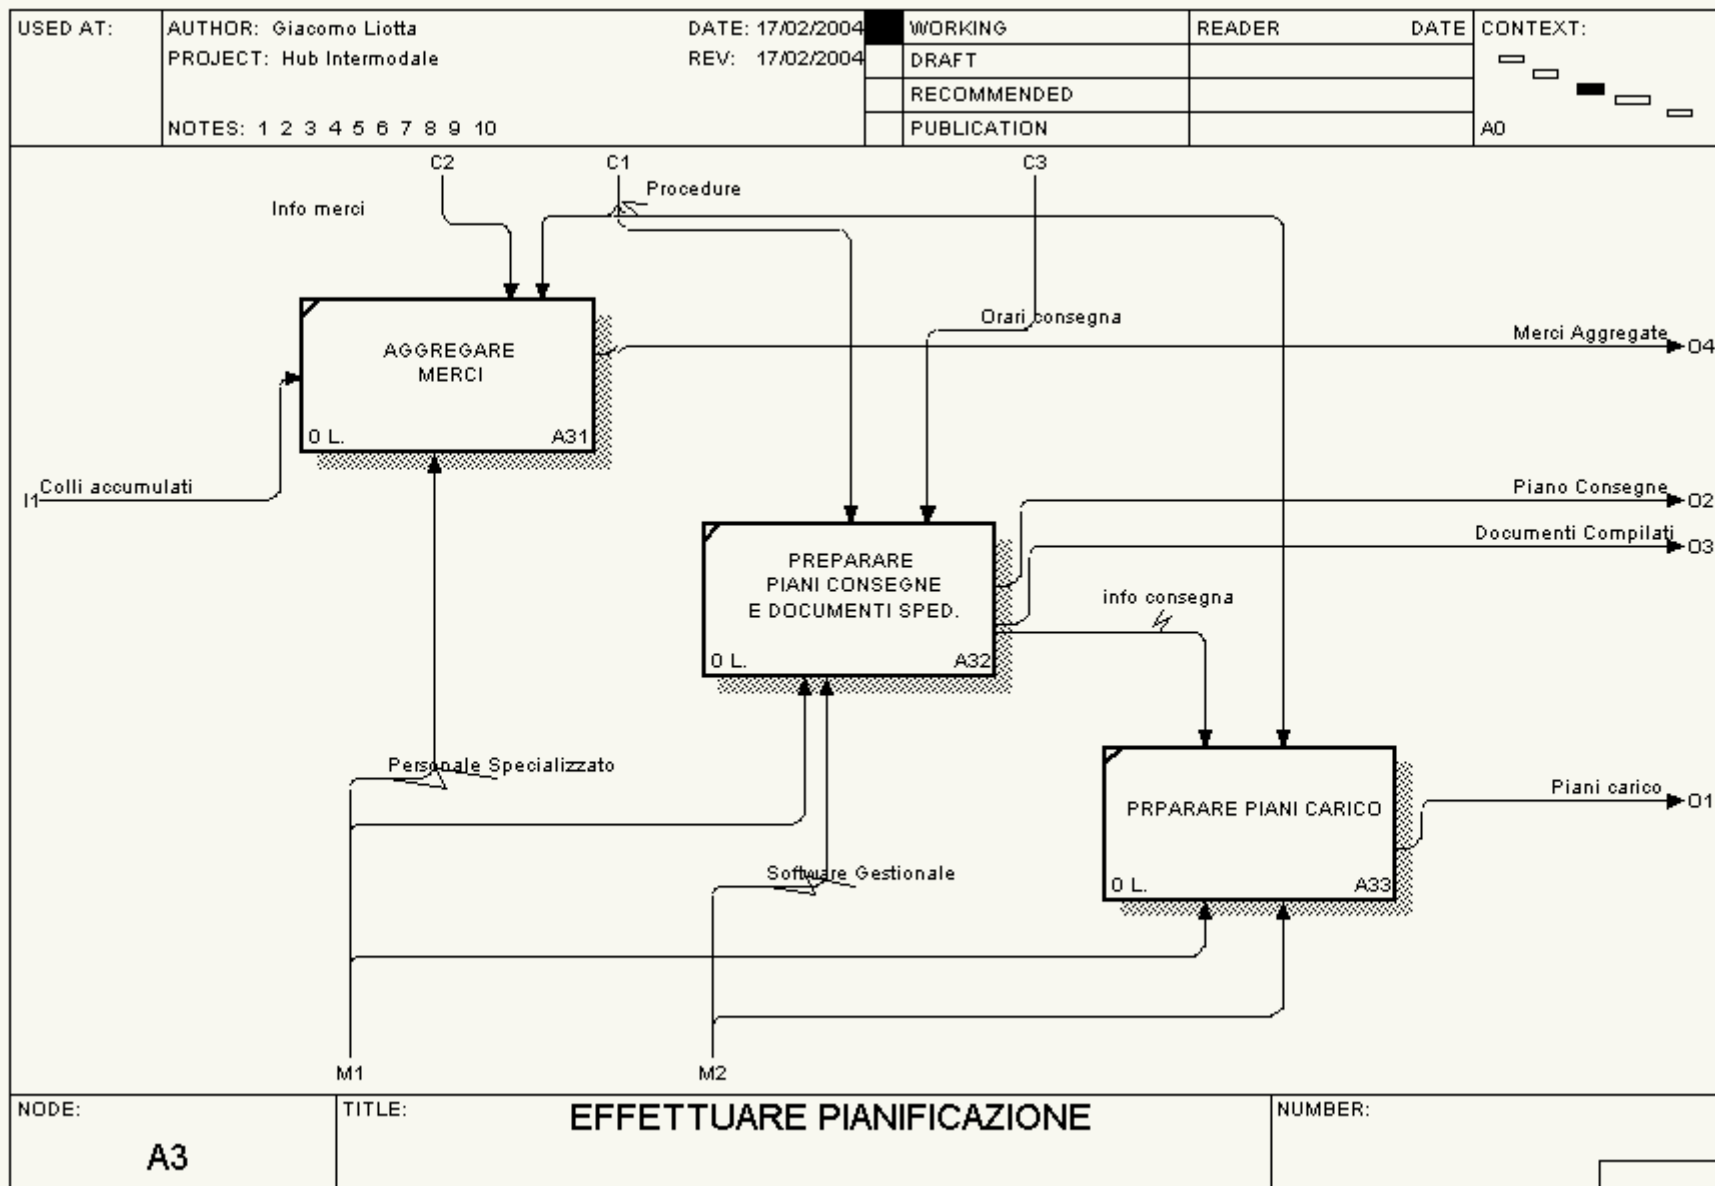 USED AT:
AUTHOR: Giacomo Liotta
DATE: 17/02/2004
PROJECT: Hub Intermodale
REV: 17/02/2004
NOTES: 1 2 3 4 5 6 7 8 9 10
WORKING
DRAFT
RECOMMENDED
PUBLICATION
READER DATE
CONTEXT:
A0
C2
C1
C3
Procedure
Info merci
Orari consegna
Merci Aggregate
O4
AGGREGARE
MERCI
0 L.
A31
I1
Colli accumulati
Piano Consegne
O2
Documenti Compilati
O3
PREPARARE
PIANI CONSEGNE
E DOCUMENTI SPED.
0 L.
A32
info consegna
Personale Specializzato
Piani carico
O1
PRPARARE PIANI CARICO
0 L.
A33
Software Gestionale
M1
M2
NODE:
A3
TITLE:
EFFETTUARE PIANIFICAZIONE
NUMBER: